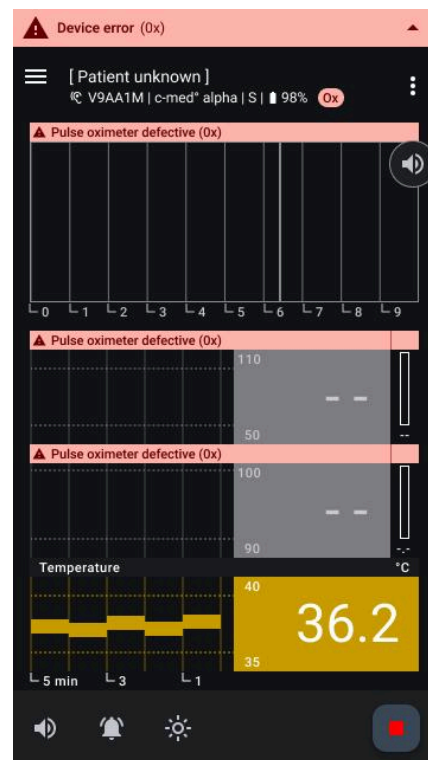 Device error (0x)
[ Patient unknown ]
V9AA1M | c-med° alpha | S | 98% 0x
Pulse oximeter defective (0x)
0 1 2 3 4 5 6 7 8 9
Pulse oximeter defective (0x)
110
- -
50
--
Pulse oximeter defective (0x)
100
- -
90
-.-
Temperature °C
40
36.2
35
5 min 3 1